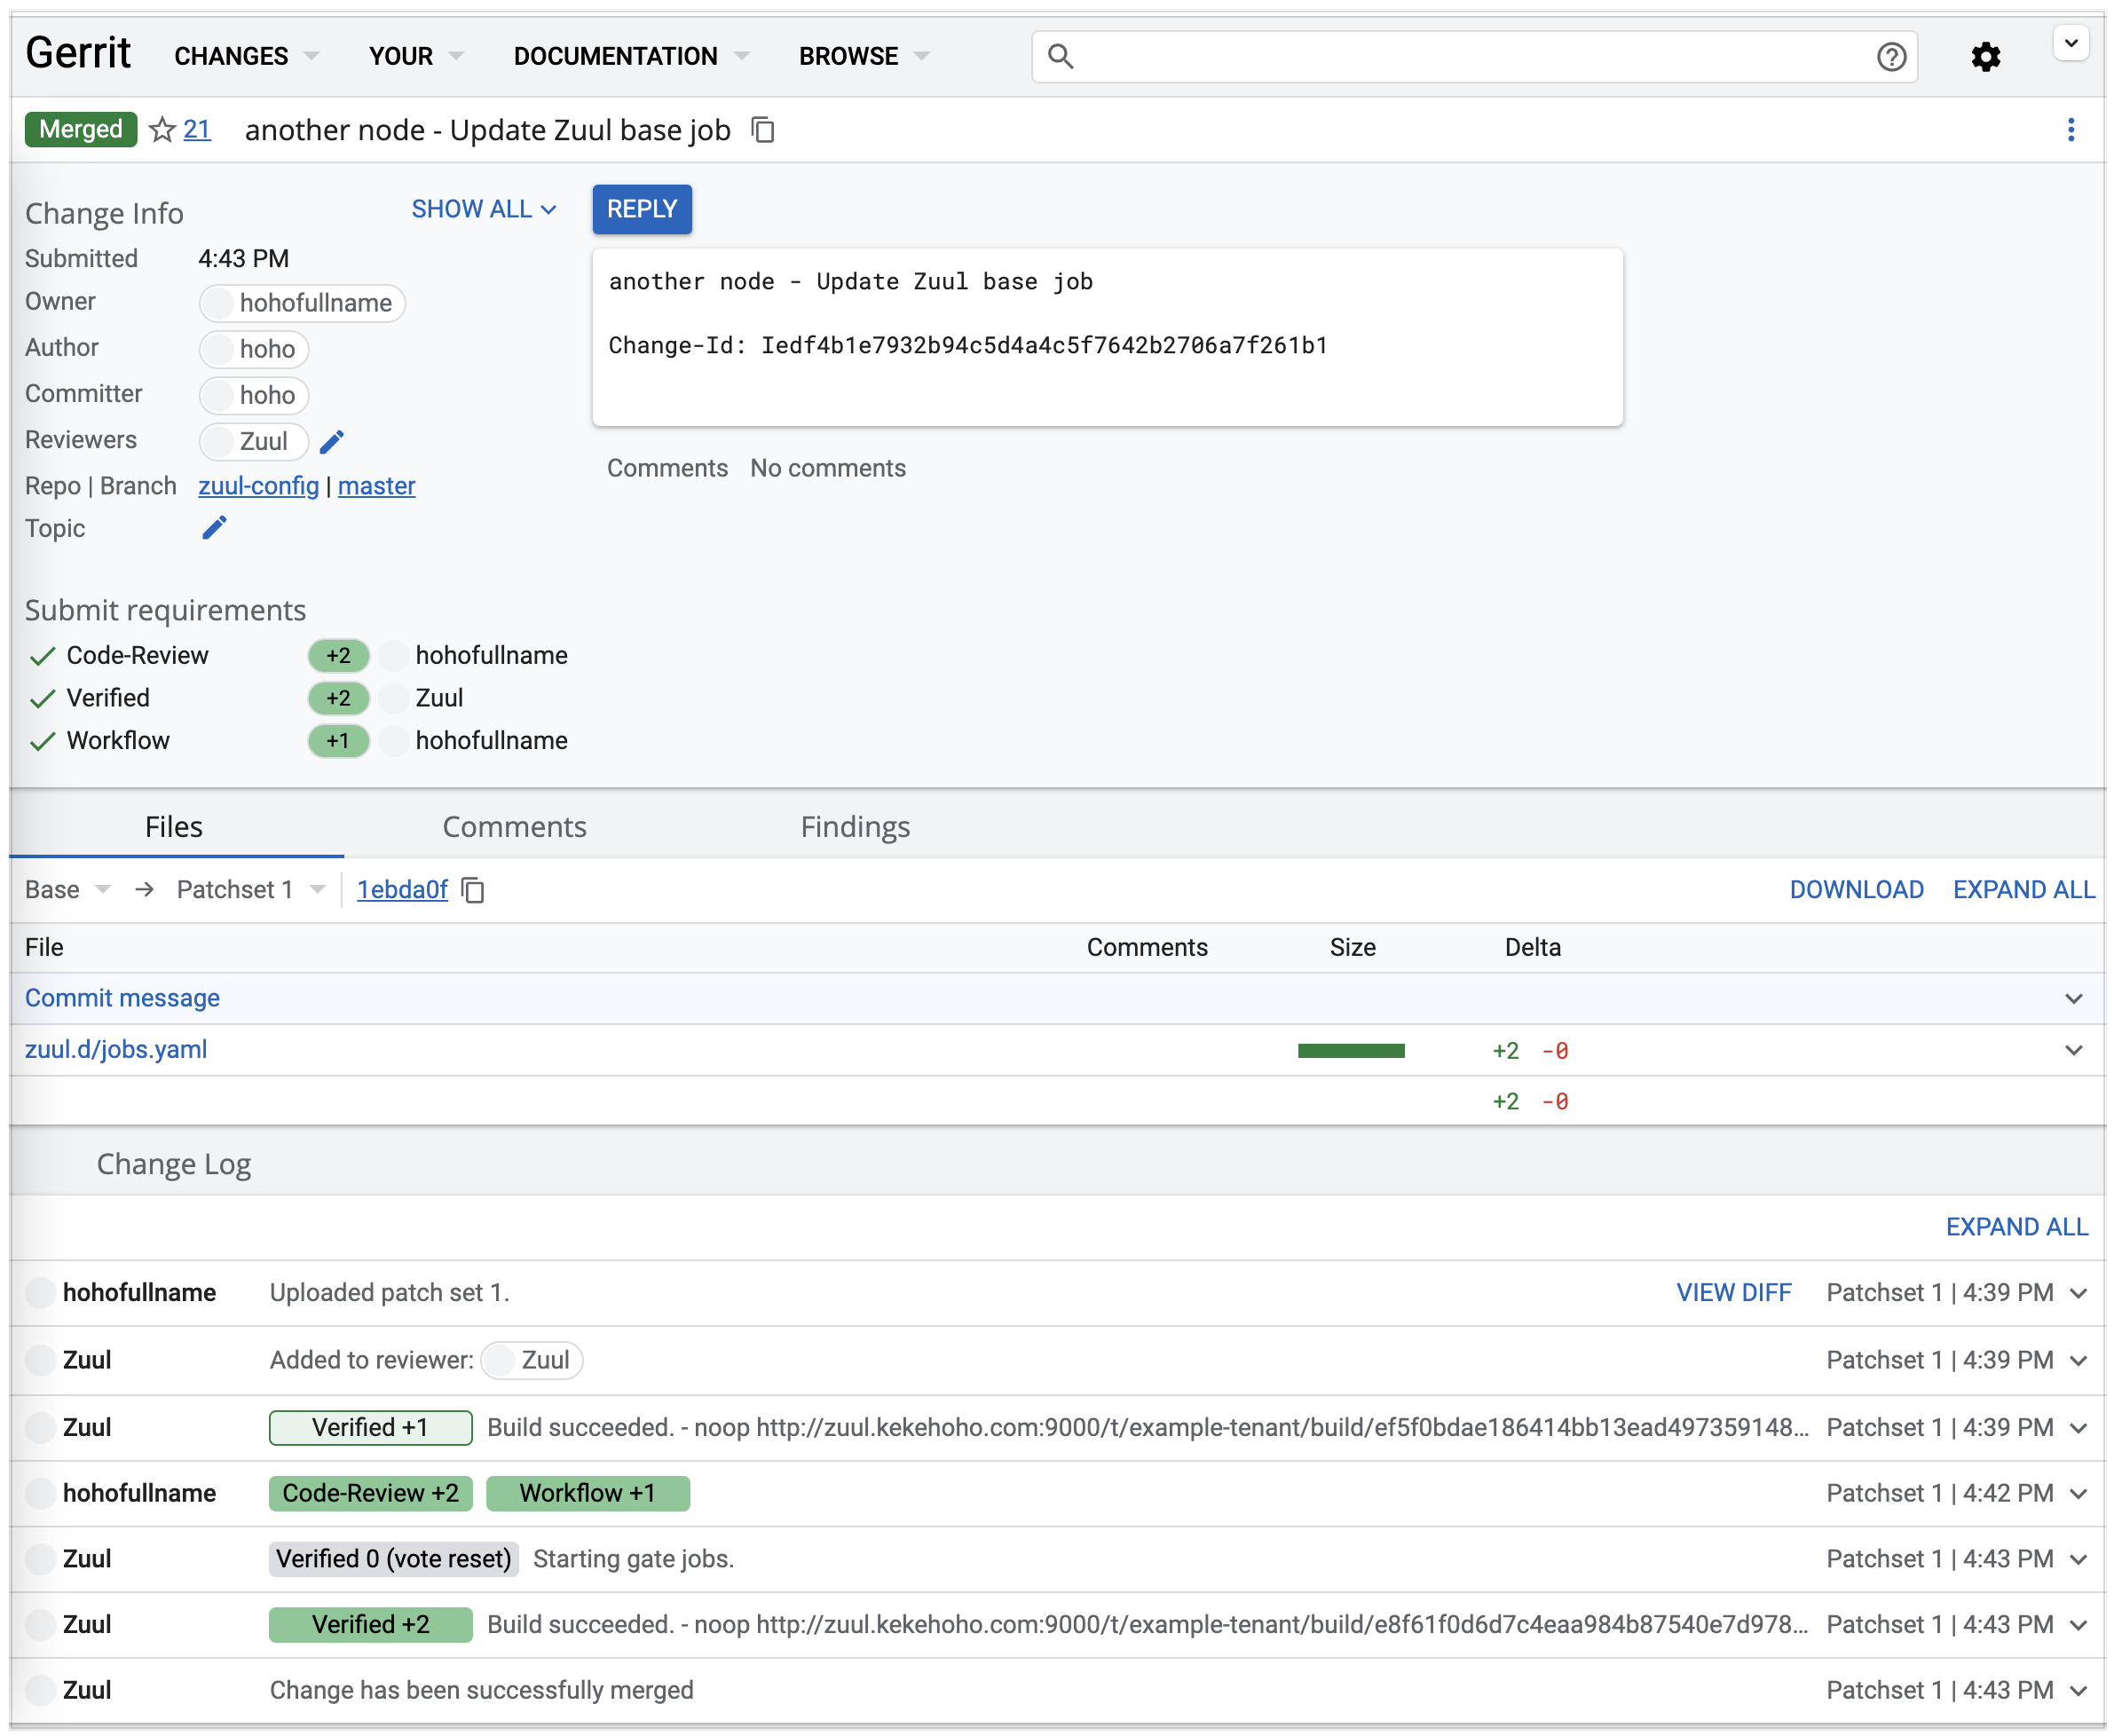 Gerrit CHANGES YOUR DOCUMENTATION BROWSE
Merged 21 another node - Update Zuul base job
Change Info SHOW ALL REPLY
Submitted 4:43 PM
Owner hohofullname
Author hoho
Committer hoho
Reviewers Zuul
Repo | Branch zuul-config | master
Topic
another node - Update Zuul base job
Change-Id: Iedf4b1e7932b94c5d4a4c5f7642b2706a7f261b1
Comments No comments
Submit requirements
Code-Review +2 hohofullname
Verified +2 Zuul
Workflow +1 hohofullname
Files Comments Findings
Base → Patchset 1 1ebda0f DOWNLOAD EXPAND ALL
File Comments Size Delta
Commit message
zuul.d/jobs.yaml +2 -0
+2 -0
Change Log
EXPAND ALL
hohofullname Uploaded patch set 1. VIEW DIFF Patchset 1 | 4:39 PM
Zuul Added to reviewer: Zuul Patchset 1 | 4:39 PM
Zuul Verified +1 Build succeeded. - noop http://zuul.kekehoho.com:9000/t/example-tenant/build/ef5f0bdae186414bb13ead497359148... Patchset 1 | 4:39 PM
hohofullname Code-Review +2 Workflow +1 Patchset 1 | 4:42 PM
Zuul Verified 0 (vote reset) Starting gate jobs. Patchset 1 | 4:43 PM
Zuul Verified +2 Build succeeded. - noop http://zuul.kekehoho.com:9000/t/example-tenant/build/e8f61f0d6d7c4eaa984b87540e7d978... Patchset 1 | 4:43 PM
Zuul Change has been successfully merged Patchset 1 | 4:43 PM